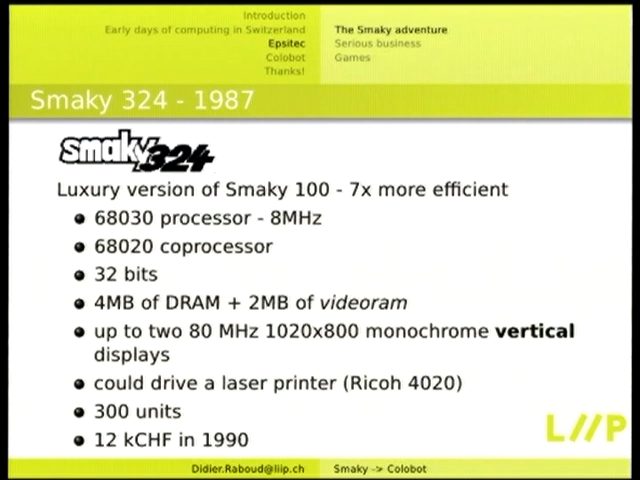 Introduction
Early days of computing in Switzerland
Epsitec
Colobot
Thanks!
The Smaky adventure
Serious business
Games
Smaky 324 - 1987
smaky 324
Luxury version of Smaky 100 - 7x more efficient
68030 processor - 8MHz
68020 coprocessor
32 bits
4MB of DRAM + 2MB of videoram
up to two 80 MHz 1020x800 monochrome vertical
displays
could drive a laser printer (Ricoh 4020)
300 units
12 kCHF in 1990
LIIP
Didier.Raboud@liip.ch
Smaky -> Colobot